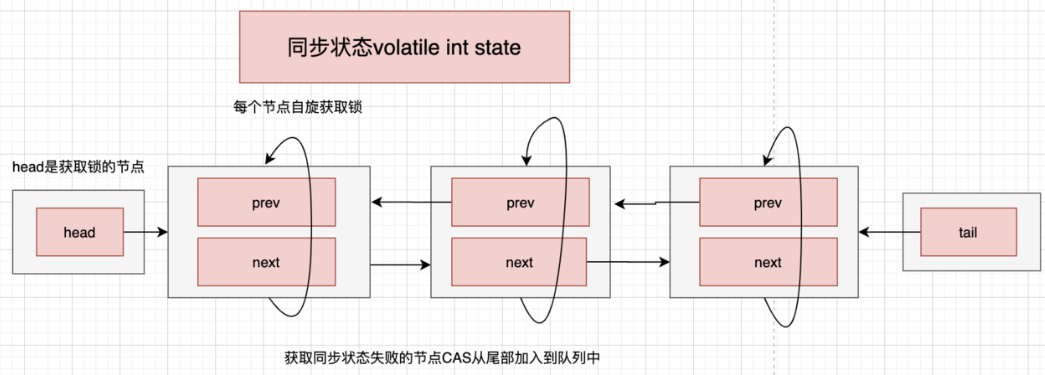 同步状态volatile int state
每个节点自旋获取锁
head是获取锁的节点
prev
prev
prev
head
tail
next
next
next
获取同步状态失败的节点CAS从尾部加入到队列中